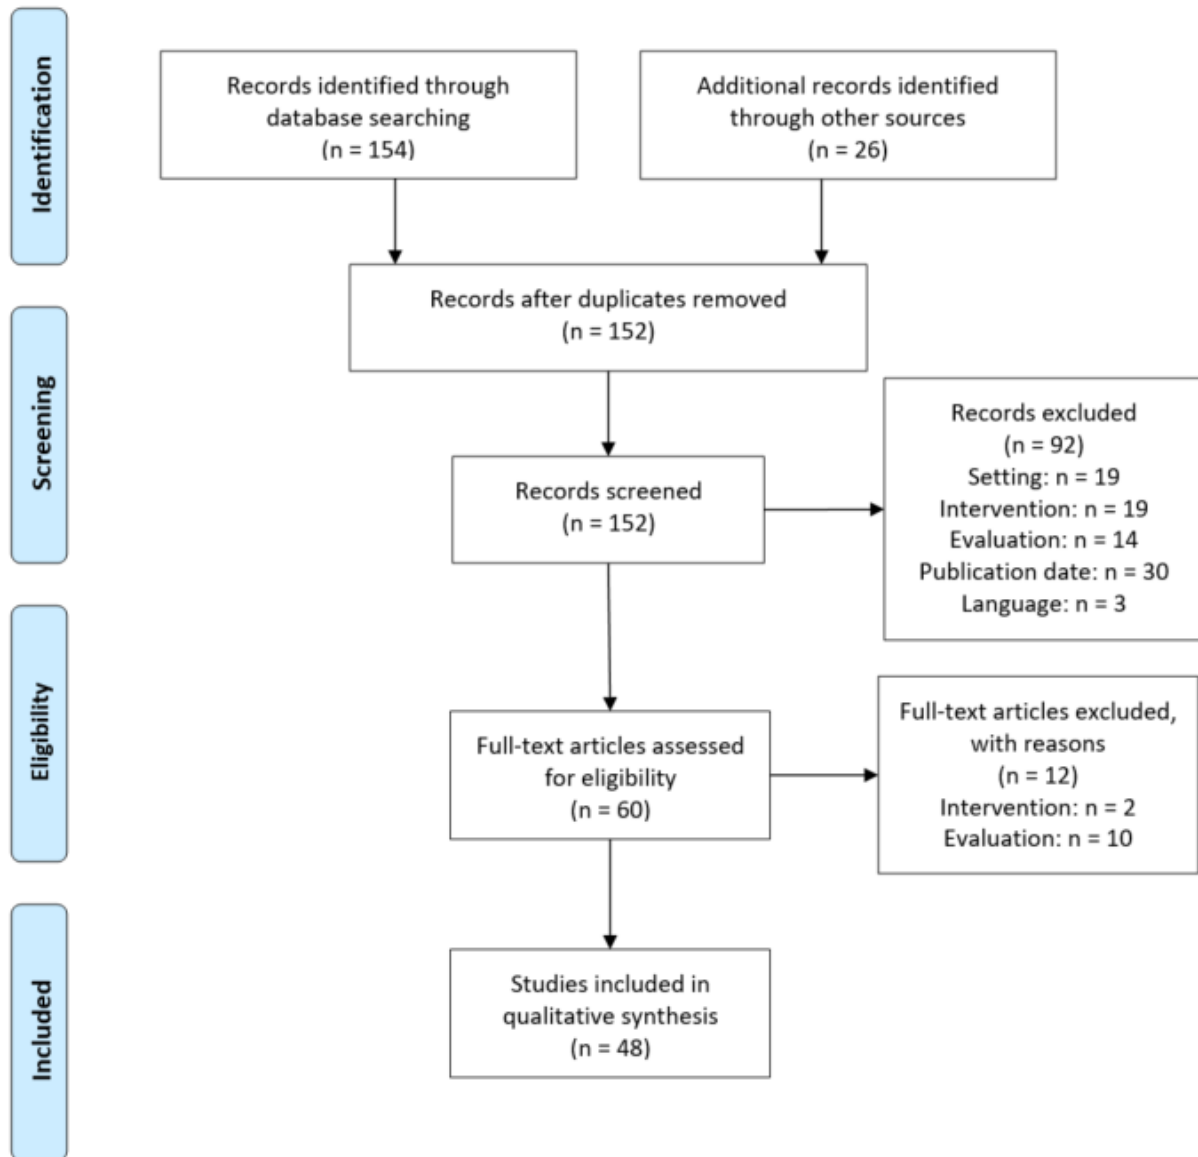 Identification
Records identified through
database searching
(n = 154)
Additional records identified
through other sources
(n = 26)
Records after duplicates removed
(n = 152)
Screening
Records screened
(n = 152)
Records excluded
(n = 92)
Setting: n = 19
Intervention: n = 19
Evaluation: n = 14
Publication date: n = 30
Language: n = 3
Eligibility
Full-text articles assessed
for eligibility
(n = 60)
Full-text articles excluded,
with reasons
(n = 12)
Intervention: n = 2
Evaluation: n = 10
Included
Studies included in
qualitative synthesis
(n = 48)